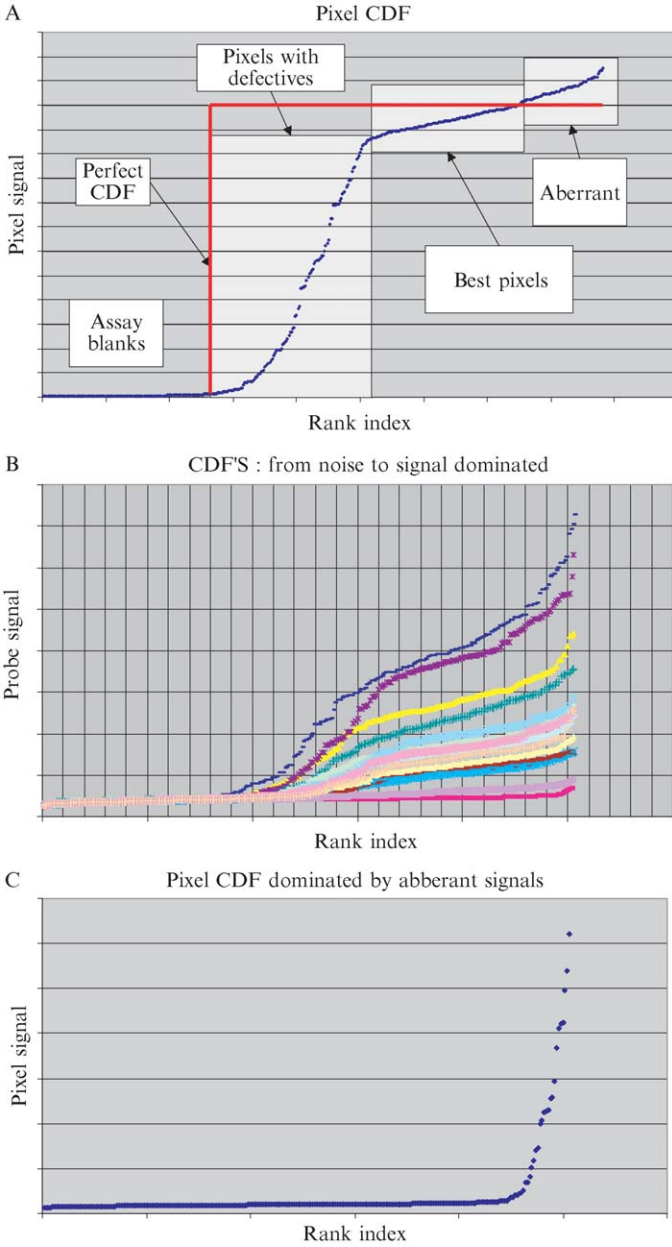 A
Pixel CDF
Pixels with
defectives
Perfect
CDF
Aberrant
Best pixels
Assay
blanks
Pixel signal
Rank index
B
CDF'S : from noise to signal dominated
Probe signal
Rank index
C
Pixel CDF dominated by abberant signals
Pixel signal
Rank index